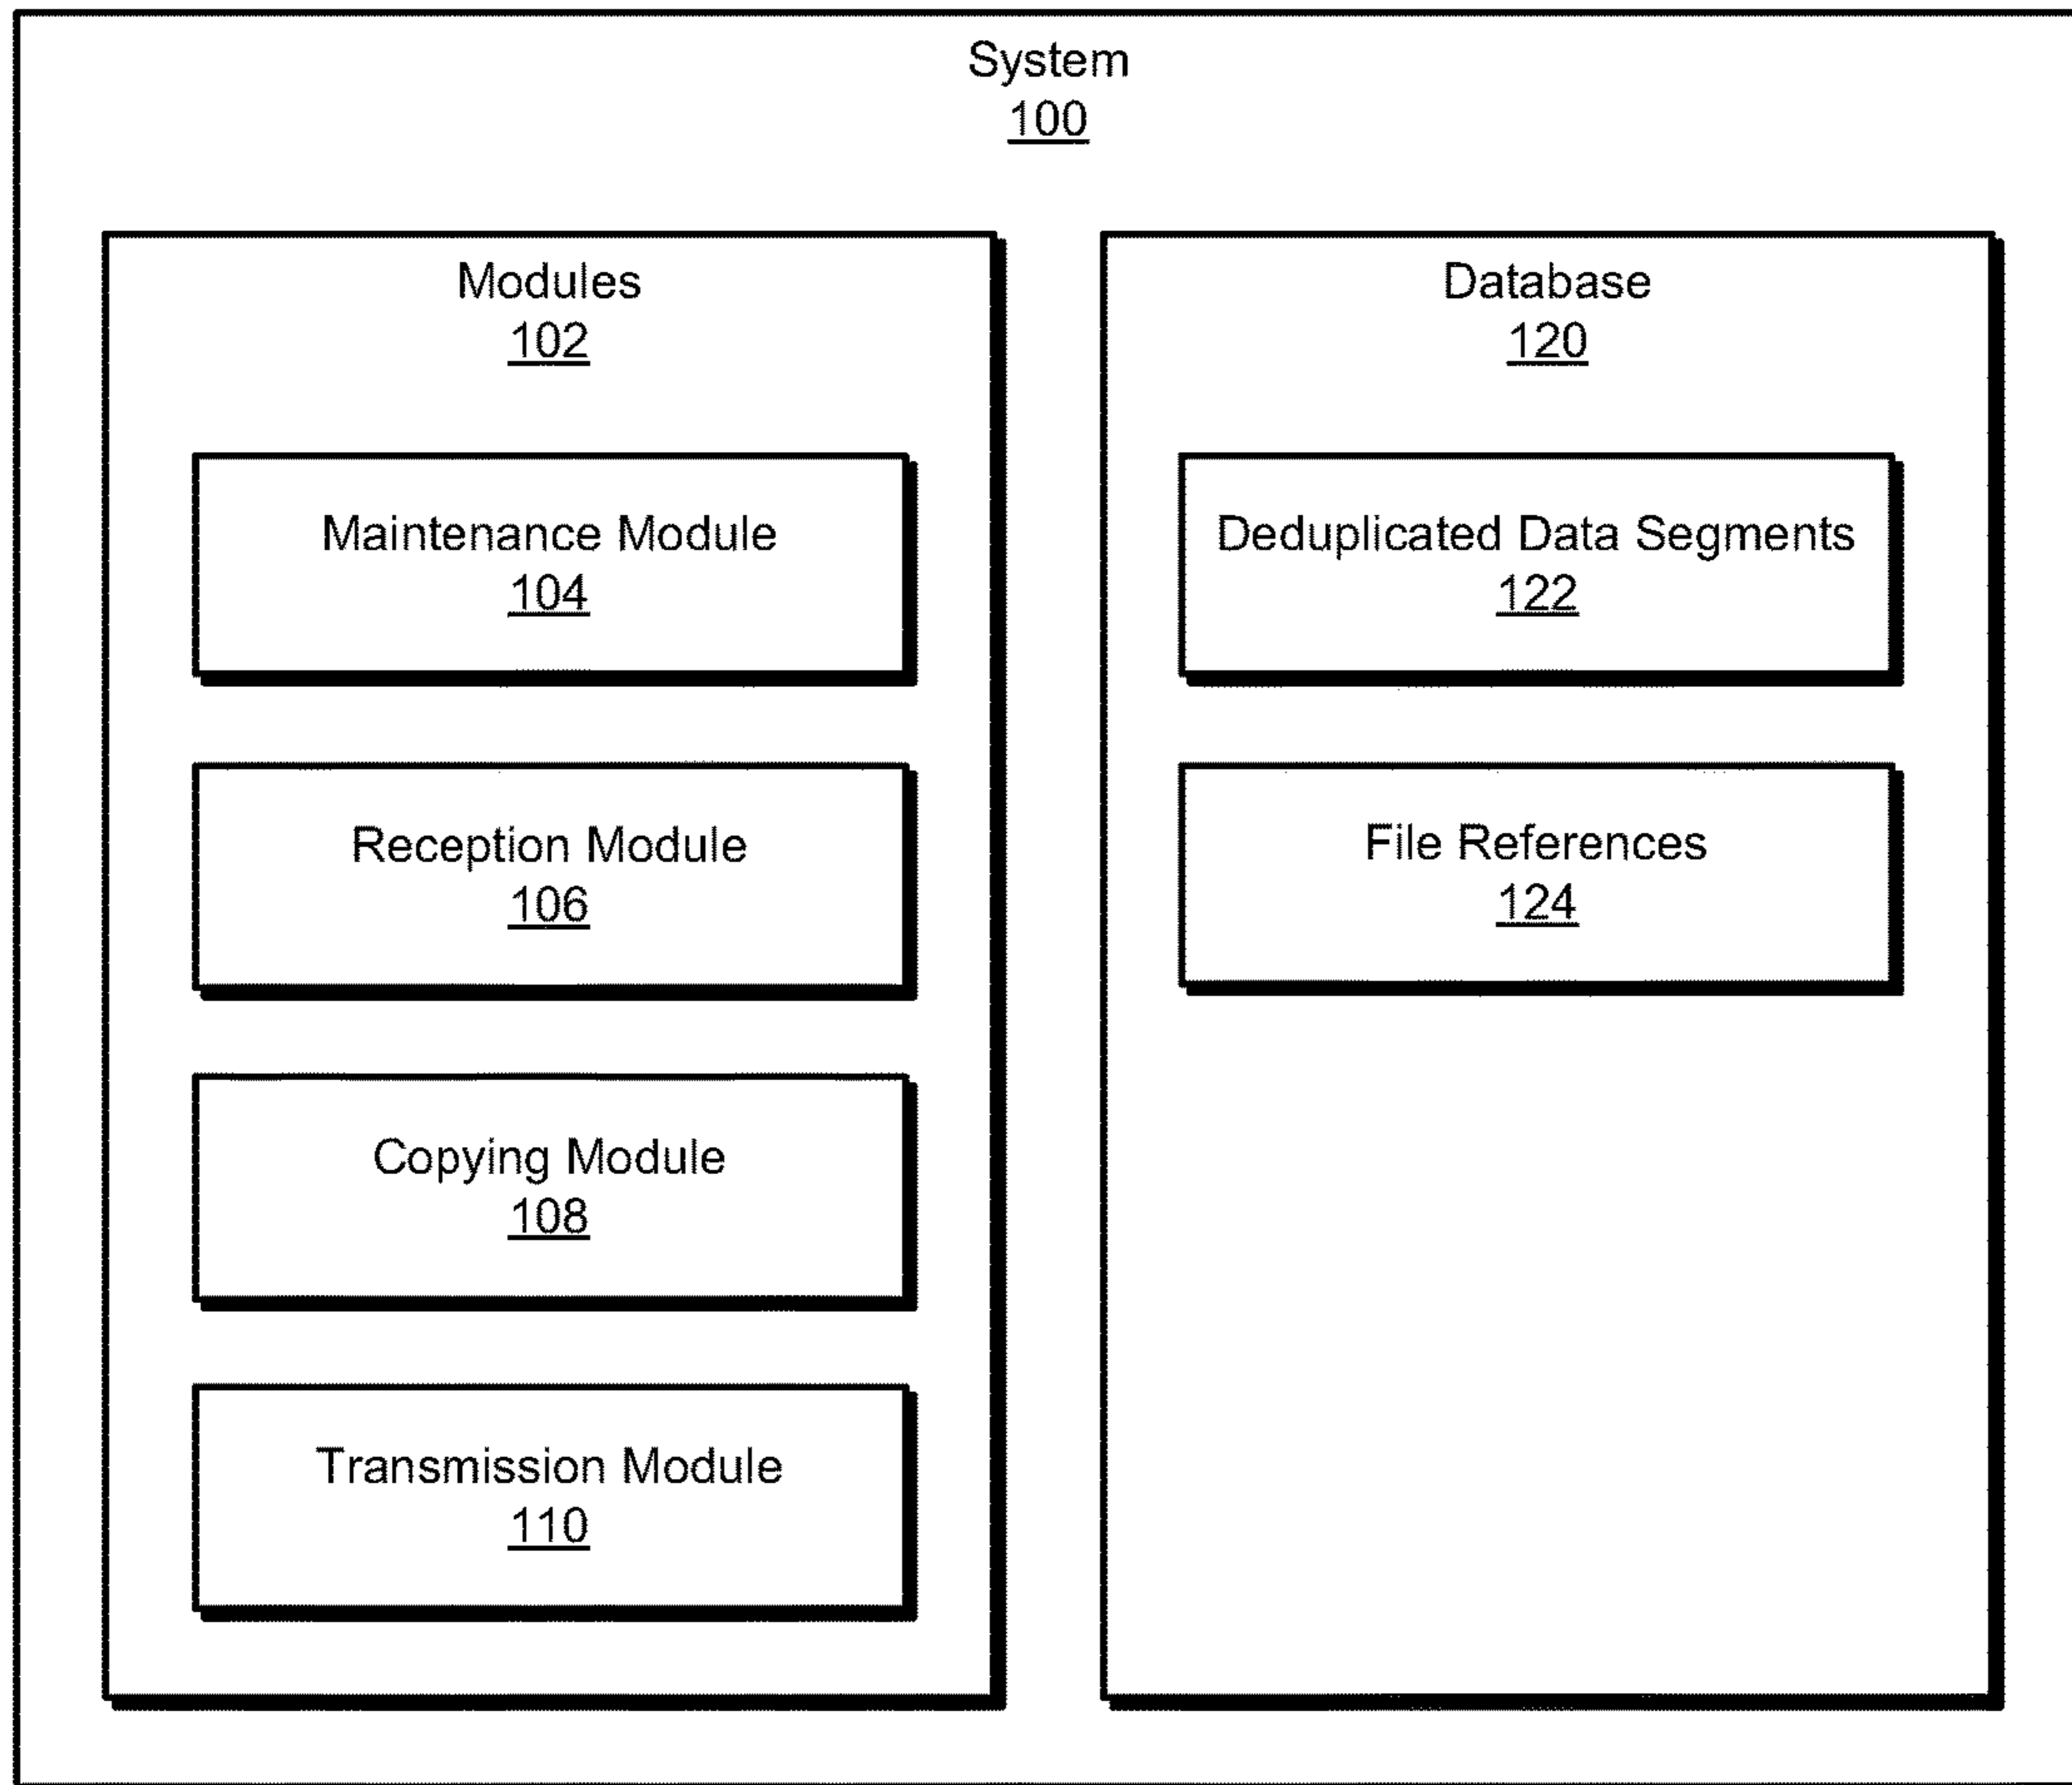 System
100
Modules
102
Maintenance Module
104
Reception Module
106
Copying Module
108
Transmission Module
110
Database
120
Deduplicated Data Segments
122
File References
124